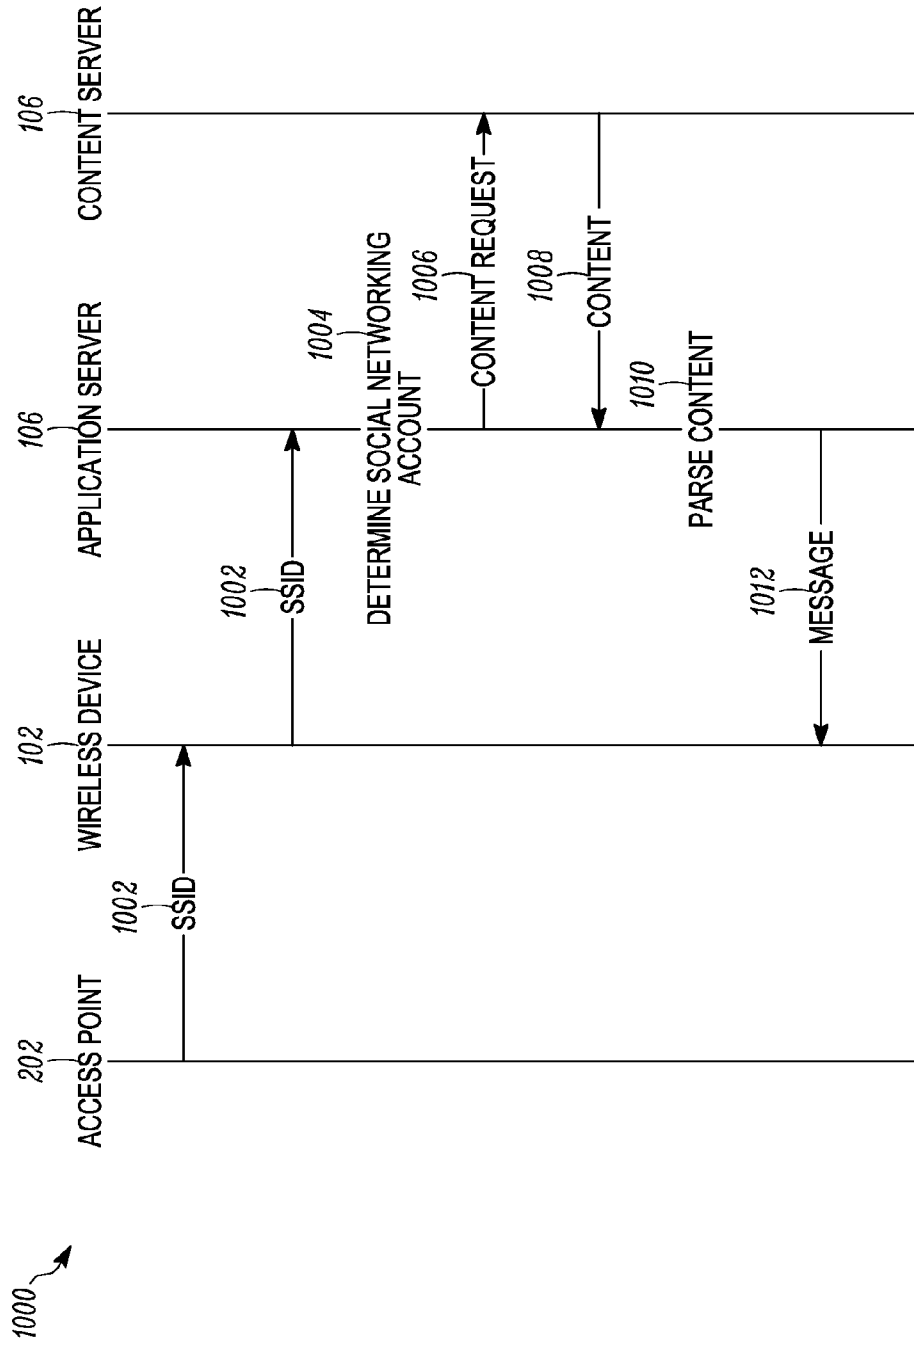 1000
202
ACCESS POINT
102
WIRELESS DEVICE
106
APPLICATION SERVER
106
CONTENT SERVER
1002
SSID
1002
SSID
1004
DETERMINE SOCIAL NETWORKING
ACCOUNT
1006
CONTENT REQUEST
1008
CONTENT
1010
PARSE CONTENT
1012
MESSAGE